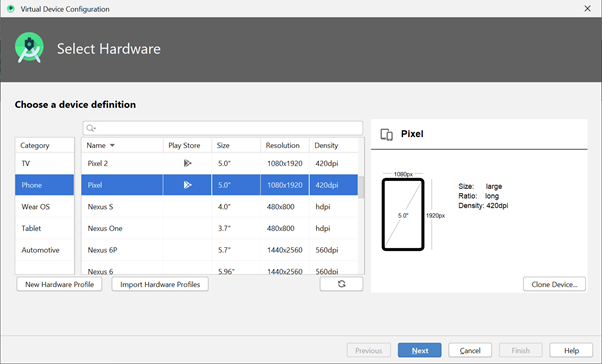 Virtual Device Configuration
Select Hardware
Choose a device definition
Category
TV
Phone
Wear OS
Tablet
Automotive
Name Play Store Size Resolution Density
Pixel 2 5.0" 1080x1920 420dpi
Pixel 5.0" 1080x1920 420dpi
Nexus S 4.0" 480x800 hdpi
Nexus One 3.7" 480x800 hdpi
Nexus 6P 5.7" 1440x2560 560dpi
Nexus 6 5.96" 1440x2560 560dpi
New Hardware Profile Import Hardware Profiles
Pixel
1080px
5.0"
1920px
Size: large
Ratio: long
Density: 420dpi
Clone Device...
Previous Next Cancel Finish Help